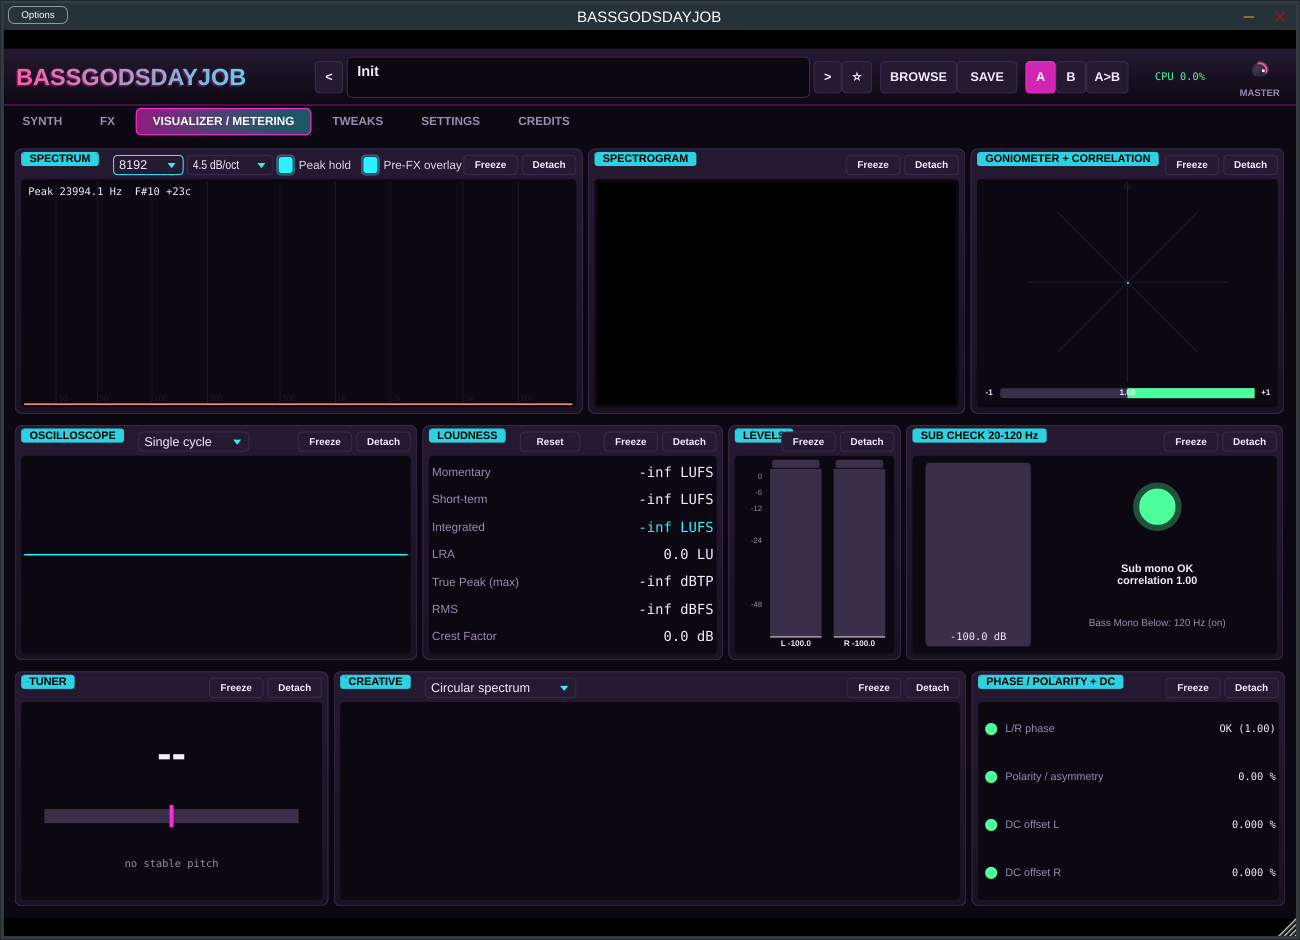 Options
BASSGODSDAYJOB
BASSGODSDAYJOB
<
Init
>
☆
BROWSE
SAVE
A
B
A>B
CPU 0.0%
MASTER
SYNTH
FX
VISUALIZER / METERING
TWEAKS
SETTINGS
CREDITS
SPECTRUM
8192
4.5 dB/oct
Peak hold
Pre-FX overlay
Freeze
Detach
Peak 23994.1 Hz  F#10 +23c
SPECTROGRAM
Freeze
Detach
GONIOMETER + CORRELATION
Freeze
Detach
-1
1.00
+1
OSCILLOSCOPE
Single cycle
Freeze
Detach
LOUDNESS
Reset
Freeze
Detach
Momentary -inf LUFS
Short-term -inf LUFS
Integrated -inf LUFS
LRA 0.0 LU
True Peak (max) -inf dBTP
RMS -inf dBFS
Crest Factor 0.0 dB
LEVELS
Freeze
Detach
0
-6
-12
-24
-48
L -100.0
R -100.0
SUB CHECK 20-120 Hz
Freeze
Detach
-100.0 dB
Sub mono OK
correlation 1.00
Bass Mono Below: 120 Hz (on)
TUNER
Freeze
Detach
--
no stable pitch
CREATIVE
Circular spectrum
Freeze
Detach
PHASE / POLARITY + DC
Freeze
Detach
L/R phase OK (1.00)
Polarity / asymmetry 0.00 %
DC offset L 0.000 %
DC offset R 0.000 %